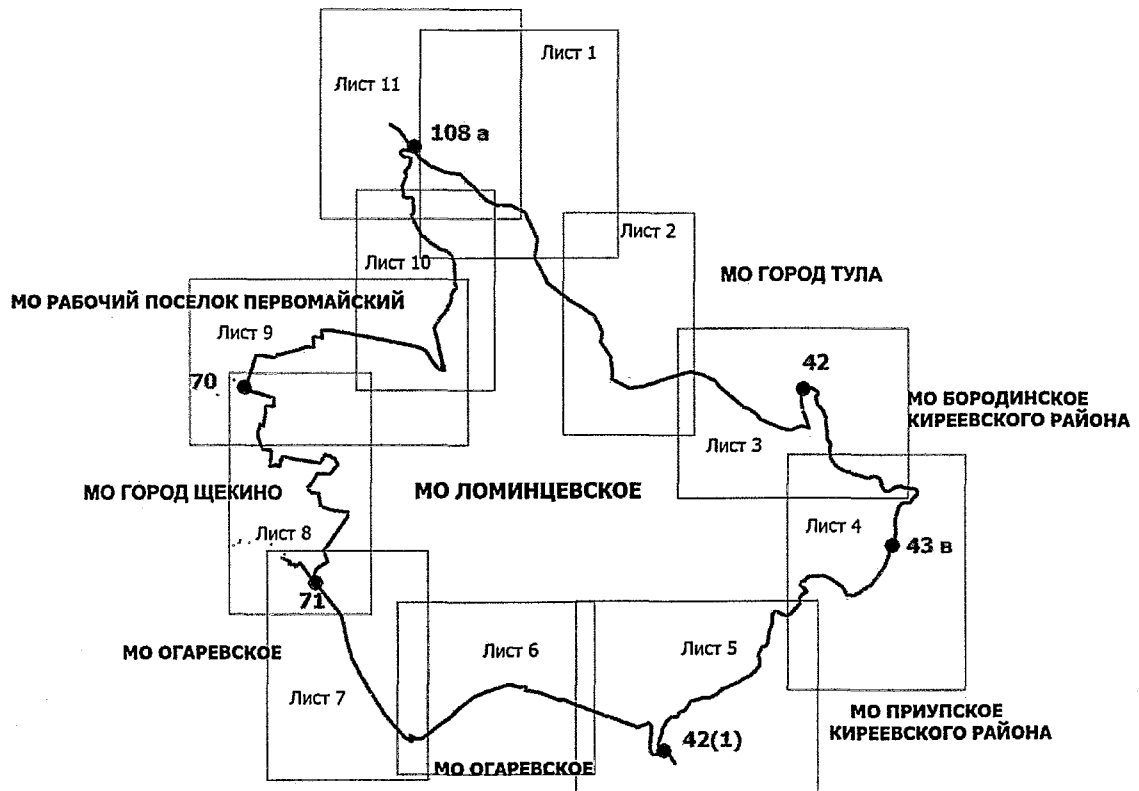 Лист 1
Лист 11
108 а
Лист 2
Лист 10
МО ГОРОД ТУЛА
МО РАБОЧИЙ ПОСЕЛОК ПЕРВОМАЙСКИЙ
Лист 9
70
42
МО БОРОДИНСКОЕ
КИРЕЕВСКОГО РАЙОНА
Лист 3
МО ГОРОД ЩЕКИНО
МО ЛОМИНЦЕВСКОЕ
Лист 4
Лист 8
43 в
71
МО ОГАРЕВСКОЕ
Лист 6
Лист 5
Лист 7
МО ПРИУПСКОЕ
КИРЕЕВСКОГО РАЙОНА
42(1)
МО ОГАРЕВСКОЕ